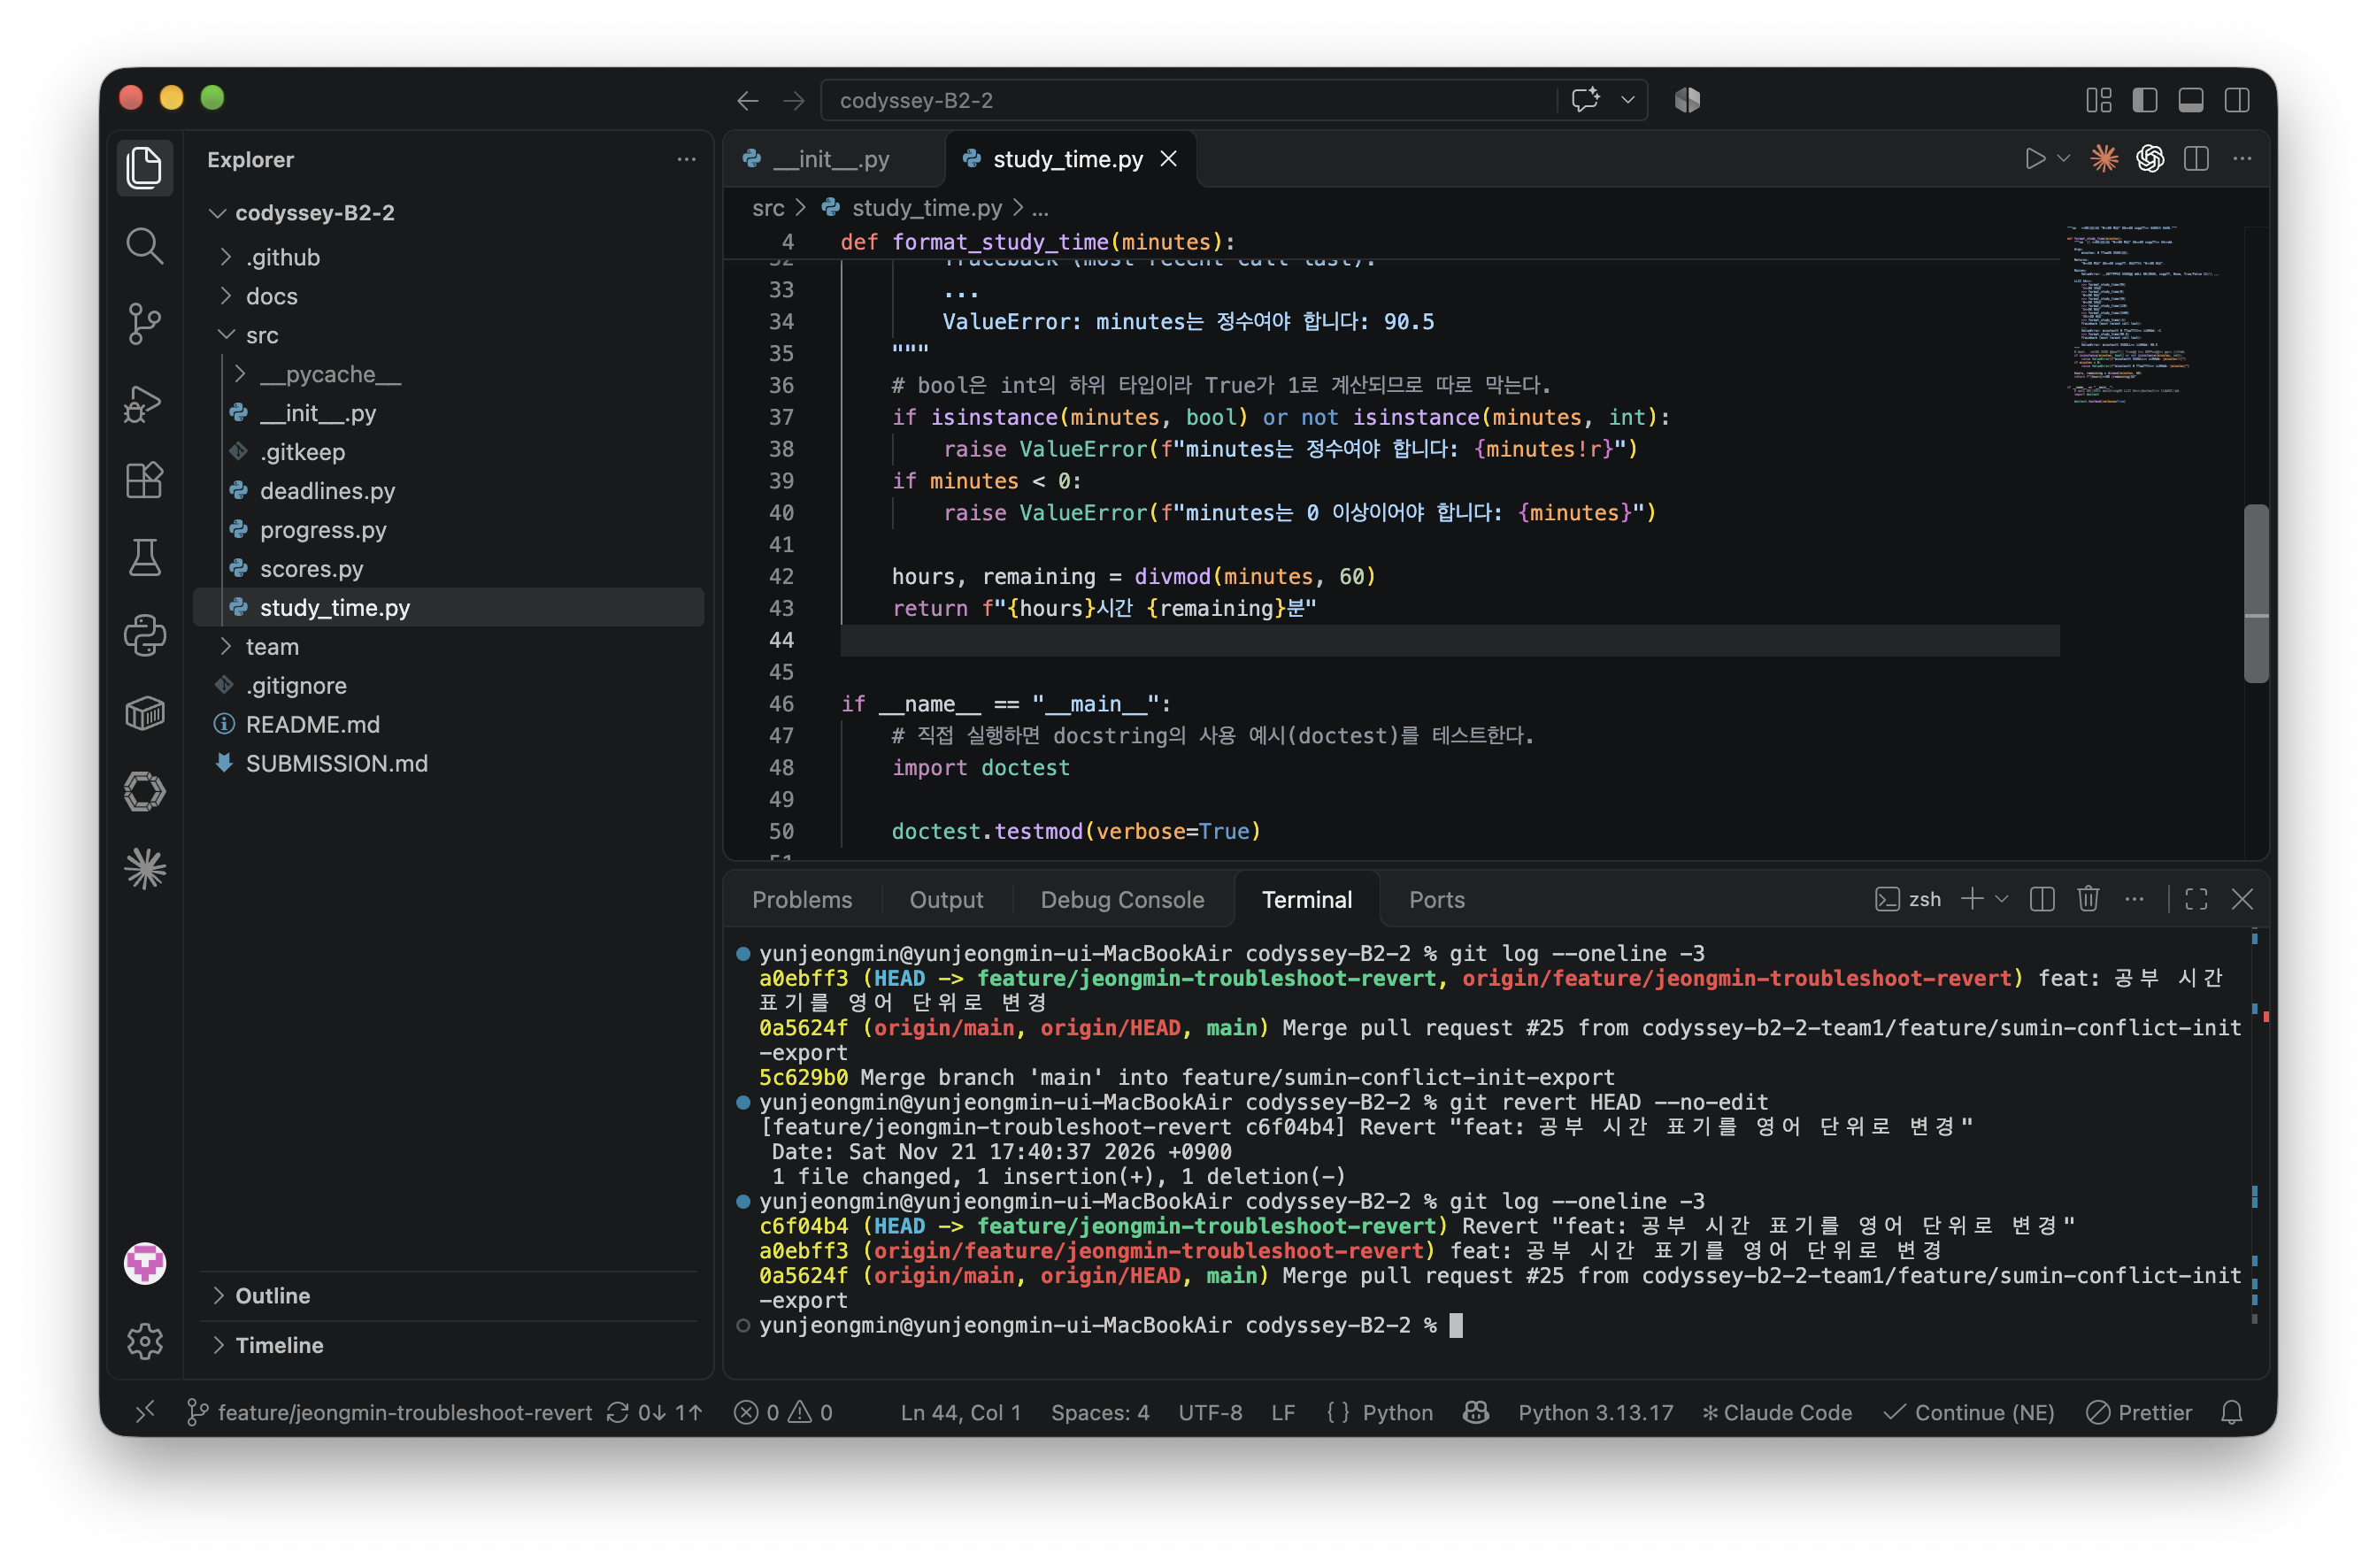 codyssey-B2-2
Explorer
codyssey-B2-2
.github
docs
src
__pycache__
__init__.py
.gitkeep
deadlines.py
progress.py
scores.py
study_time.py
team
.gitignore
README.md
SUBMISSION.md
Outline
Timeline
__init__.py
study_time.py
src > study_time.py > ...
4 def format_study_time(minutes):
32 Traceback (most recent call last):
33 ...
34 ValueError: minutes는 정수여야 합니다: 90.5
35 """
36 # bool은 int의 하위 타입이라 True가 1로 계산되므로 따로 막는다.
37 if isinstance(minutes, bool) or not isinstance(minutes, int):
38 raise ValueError(f"minutes는 정수여야 합니다: {minutes!r}")
39 if minutes < 0:
40 raise ValueError(f"minutes는 0 이상이어야 합니다: {minutes}")
41
42 hours, remaining = divmod(minutes, 60)
43 return f"{hours}시간 {remaining}분"
44
45
46 if __name__ == "__main__":
47 # 직접 실행하면 docstring의 사용 예시(doctest)를 테스트한다.
48 import doctest
49
50 doctest.testmod(verbose=True)
51
Problems Output Debug Console Terminal Ports
zsh
yunjeongmin@yunjeongmin-ui-MacBookAir codyssey-B2-2 % git log --oneline -3
a0ebff3 (HEAD -> feature/jeongmin-troubleshoot-revert, origin/feature/jeongmin-troubleshoot-revert) feat: 공부 시간
표기를 영어 단위로 변경
0a5624f (origin/main, origin/HEAD, main) Merge pull request #25 from codyssey-b2-2-team1/feature/sumin-conflict-init
-export
5c629b0 Merge branch 'main' into feature/sumin-conflict-init-export
yunjeongmin@yunjeongmin-ui-MacBookAir codyssey-B2-2 % git revert HEAD --no-edit
[feature/jeongmin-troubleshoot-revert c6f04b4] Revert "feat: 공부 시간 표기를 영어 단위로 변경"
Date: Sat Nov 21 17:40:37 2026 +0900
1 file changed, 1 insertion(+), 1 deletion(-)
yunjeongmin@yunjeongmin-ui-MacBookAir codyssey-B2-2 % git log --oneline -3
c6f04b4 (HEAD -> feature/jeongmin-troubleshoot-revert) Revert "feat: 공부 시간 표기를 영어 단위로 변경"
a0ebff3 (origin/feature/jeongmin-troubleshoot-revert) feat: 공부 시간 표기를 영어 단위로 변경
0a5624f (origin/main, origin/HEAD, main) Merge pull request #25 from codyssey-b2-2-team1/feature/sumin-conflict-init
-export
yunjeongmin@yunjeongmin-ui-MacBookAir codyssey-B2-2 %
feature/jeongmin-troubleshoot-revert 0↓ 1↑ 0 0 Ln 44, Col 1 Spaces: 4 UTF-8 LF {} Python Python 3.13.17 Claude Code Continue (NE) Prettier